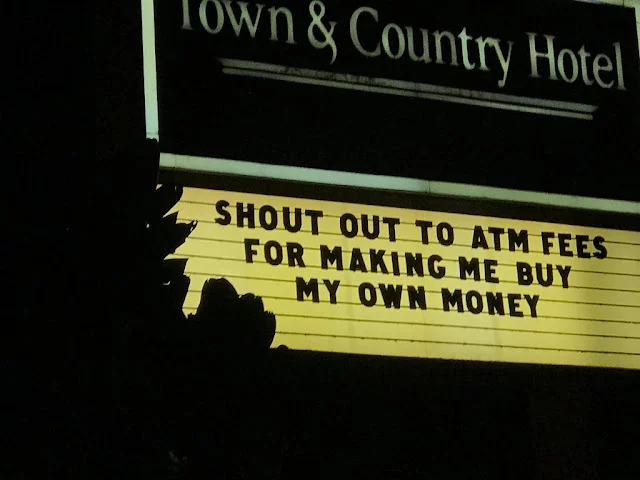 Town & Country Hotel
SHOUT OUT TO ATM FEES
FOR MAKING ME BUY
MY OWN MONEY